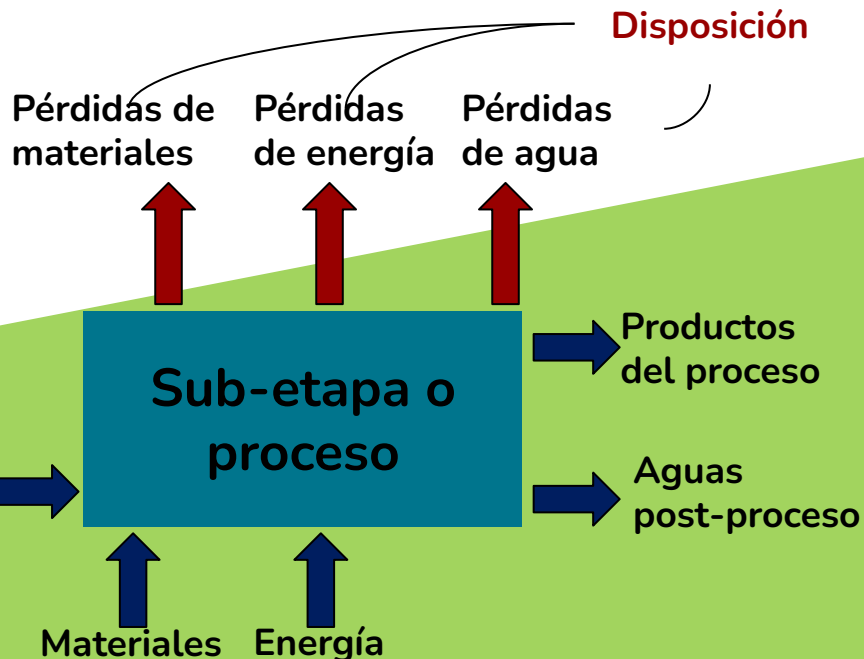 Disposición
Pérdidas de
materiales
Pérdidas
de energía
Pérdidas
de agua
Sub-etapa o
proceso
Productos
del proceso
Aguas
post-proceso
Materiales
Energía